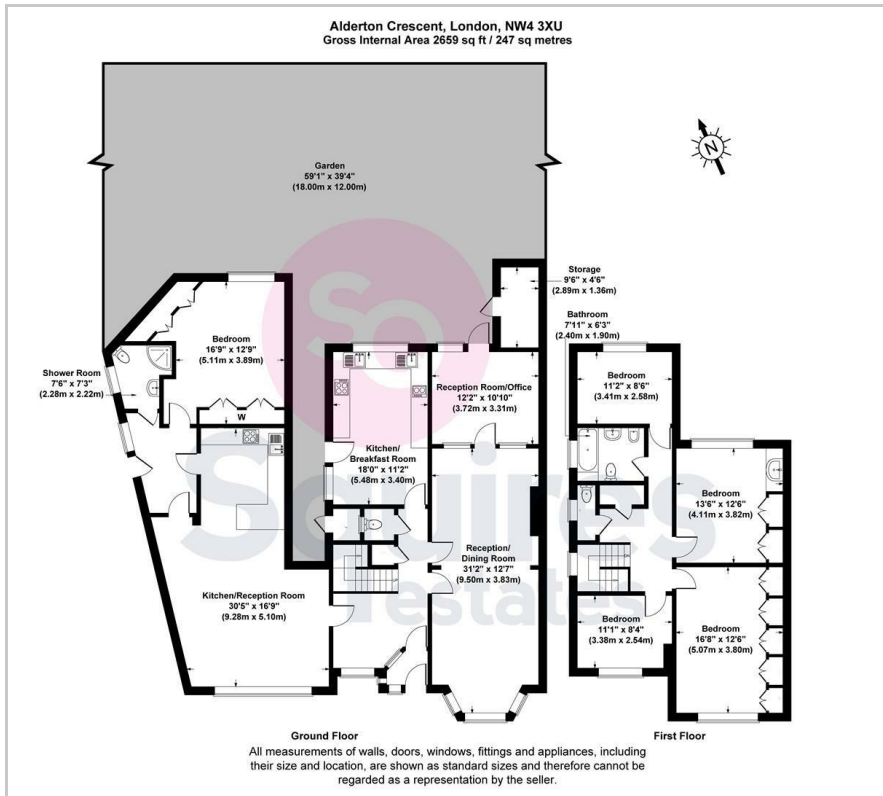 Alderton Crescent, London, NW4 3XU
Gross Internal Area 2659 sq ft / 247 sq metres
N
Garden
59'1" x 39'4"
(18.00m x 12.00m)
Storage
9'6" x 4'6"
(2.89m x 1.36m)
Bathroom
7'11" x 6'3"
(2.40m x 1.90m)
Bedroom
16'9" x 12'9"
(5.11m x 3.89m)
Shower Room
7'6" x 7'3"
(2.28m x 2.22m)
W
Reception Room/Office
12'2" x 10'10"
(3.72m x 3.31m)
Bedroom
11'2" x 8'6"
(3.41m x 2.58m)
Kitchen/
Breakfast Room
18'0" x 11'2"
(5.48m x 3.40m)
Bedroom
13'6" x 12'6"
(4.11m x 3.82m)
Reception/
Dining Room
31'2" x 12'7"
(9.50m x 3.83m)
Kitchen/Reception Room
30'5" x 16'9"
(9.28m x 5.10m)
Bedroom
11'1" x 8'4"
(3.38m x 2.54m)
Bedroom
16'8" x 12'6"
(5.07m x 3.80m)
sq
Squires
estates
Ground Floor
First Floor
All measurements of walls, doors, windows, fittings and appliances, including
their size and location, are shown as standard sizes and therefore cannot be
regarded as a representation by the seller.